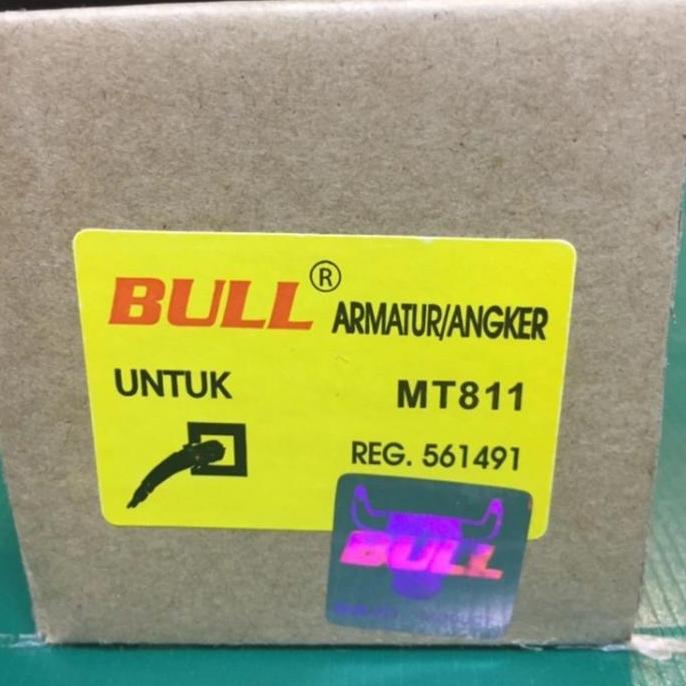 BULL® ARMATUR/ANGKER
UNTUK MT811
REG. 561491
BULL